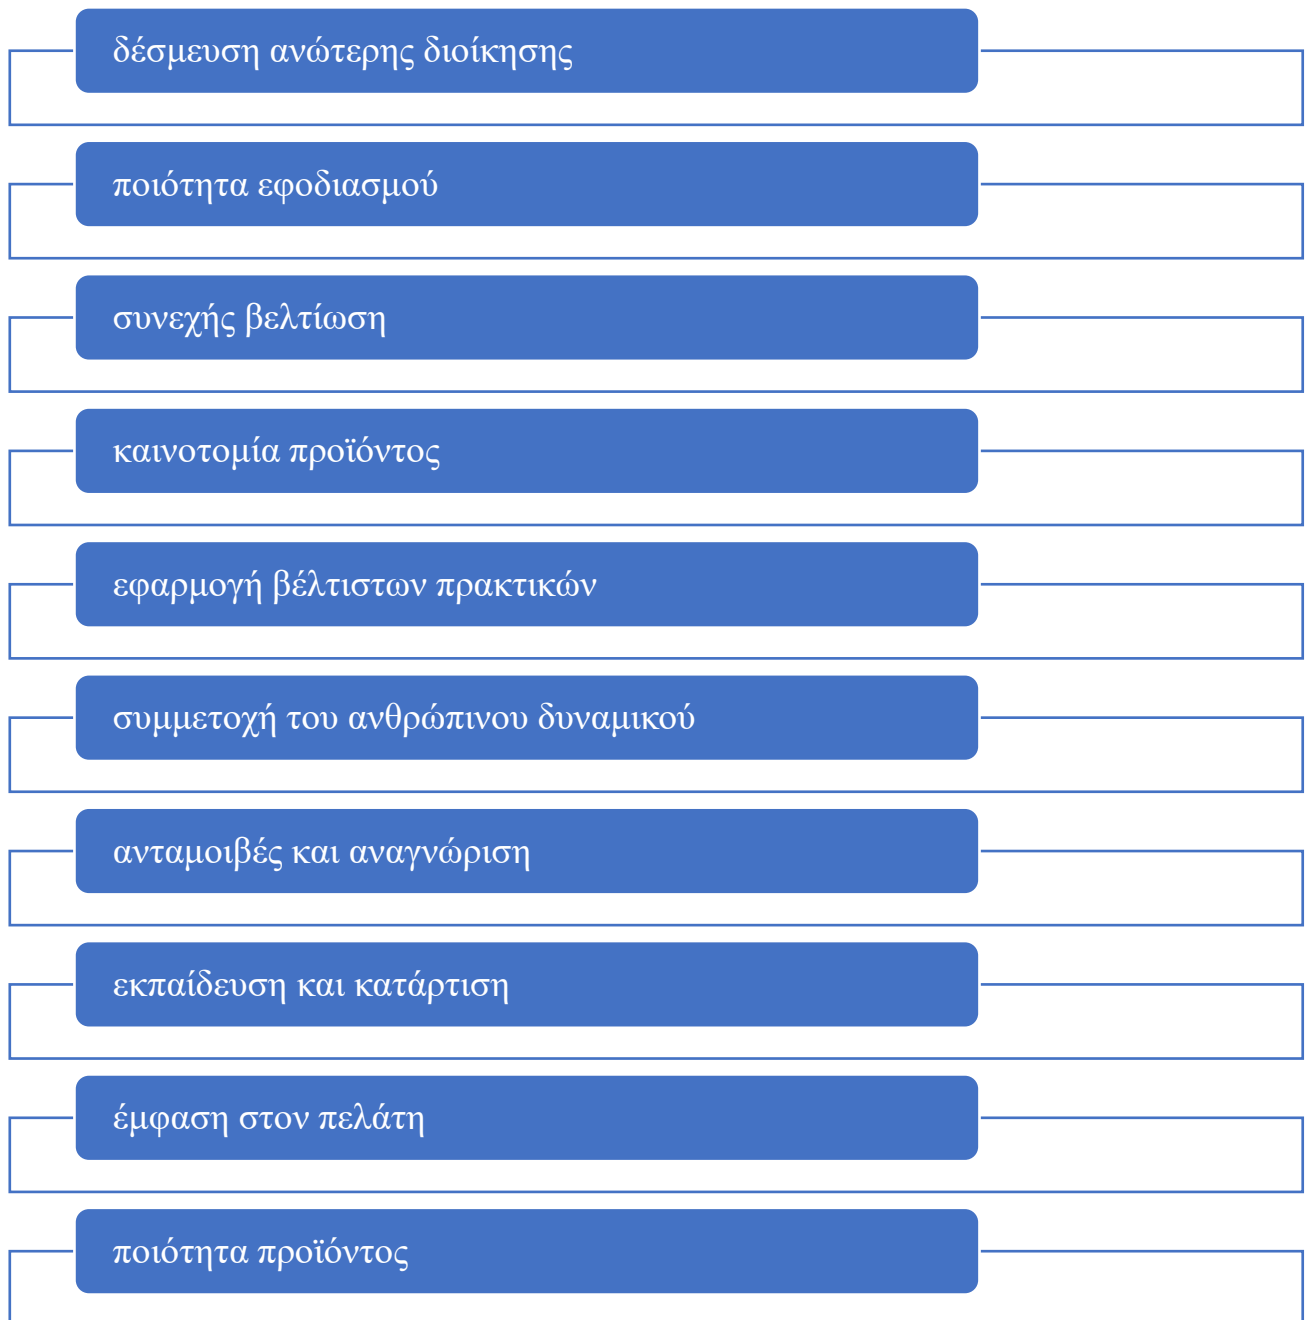 δέσμευση ανώτερης διοίκησης
ποιότητα εφοδιασμού
συνεχής βελτίωση
καινοτομία προϊόντος
εφαρμογή βέλτιστων πρακτικών
συμμετοχή του ανθρώπινου δυναμικού
ανταμοιβές και αναγνώριση
εκπαίδευση και κατάρτιση
έμφαση στον πελάτη
ποιότητα προϊόντος